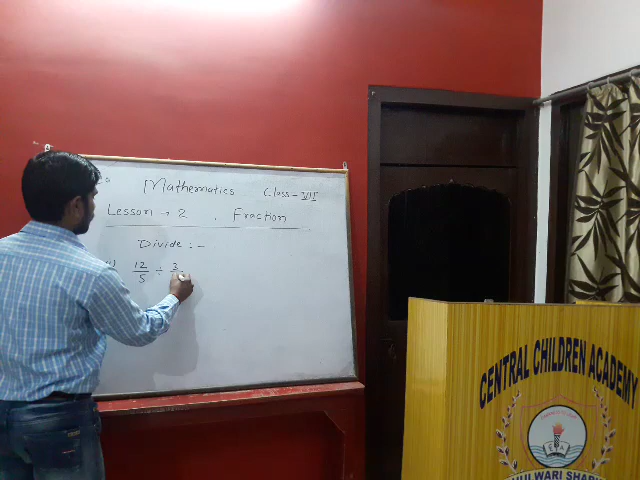 Mathematics Class - VII
Lesson → 2 , Fraction
Divide : -
12/5 ÷ 3
CENTRAL CHILDREN ACADEMY